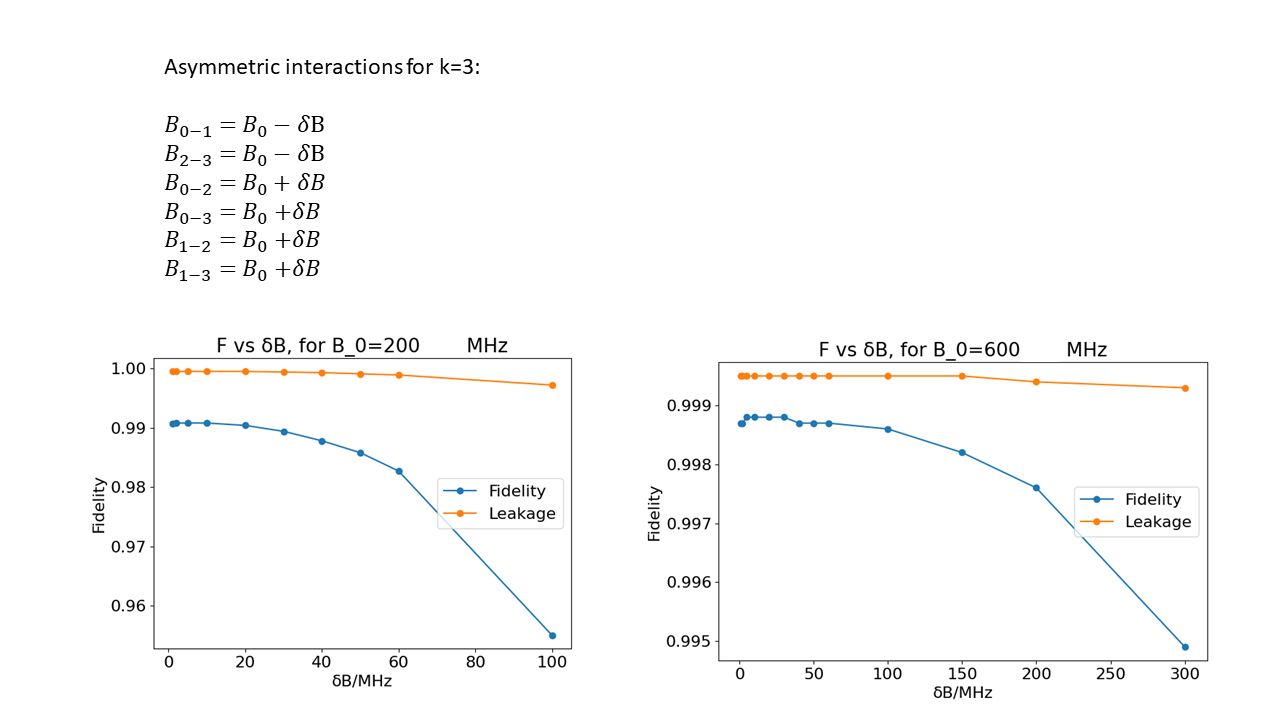 Asymmetric interactions for k=3:
B₀₋₁ = B₀ − δB
B₂₋₃ = B₀ − δB
B₀₋₂ = B₀ + δB
B₀₋₃ = B₀ +δB
B₁₋₂ = B₀ +δB
B₁₋₃ = B₀ +δB
F vs δB, for B_0=200 MHz
1.00
0.99
0.98
0.97
0.96
Fidelity
Fidelity
Leakage
0 20 40 60 80 100
δB/MHz
F vs δB, for B_0=600 MHz
0.999
0.998
0.997
0.996
0.995
Fidelity
Fidelity
Leakage
0 50 100 150 200 250 300
δB/MHz